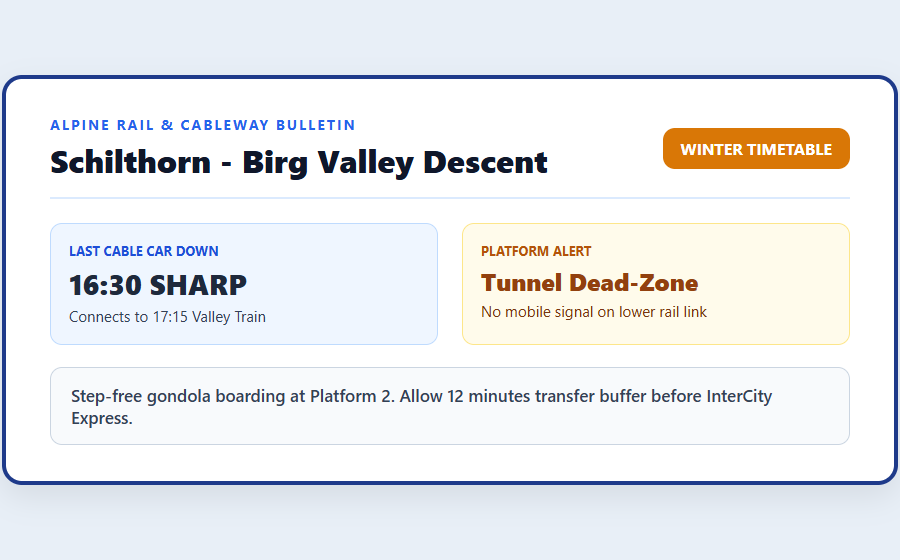 ALPINE RAIL & CABLEWAY BULLETIN
Schilthorn - Birg Valley Descent
WINTER TIMETABLE
LAST CABLE CAR DOWN
16:30 SHARP
Connects to 17:15 Valley Train
PLATFORM ALERT
Tunnel Dead-Zone
No mobile signal on lower rail link
Step-free gondola boarding at Platform 2. Allow 12 minutes transfer buffer before InterCity
Express.